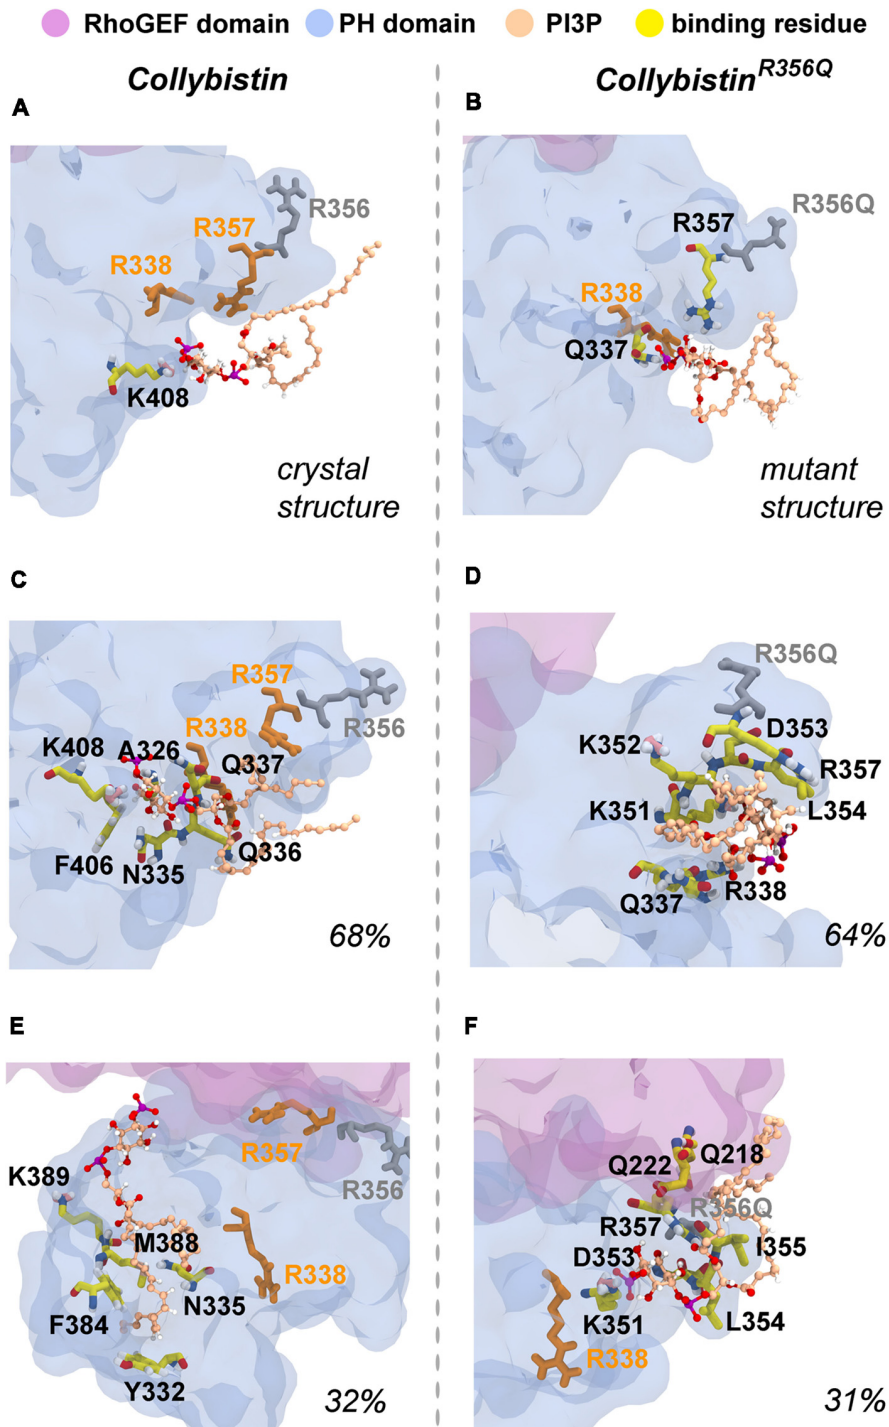 RhoGEF domain PH domain PI3P binding residue
Collybistin
Collybistin^R356Q
A
R356
R357
R338
K408
crystal
structure
B
R356Q
R357
R338
Q337
mutant
structure
C
R357
R356
R338
K408
A326
Q337
F406
N335
Q336
68%
D
R356Q
D353
K352
R357
K351
L354
Q337
R338
64%
E
R357
R356
K389
M388
R338
N335
F384
Y332
32%
F
Q218
Q222
R356Q
R357
I355
D353
K351
L354
R338
31%